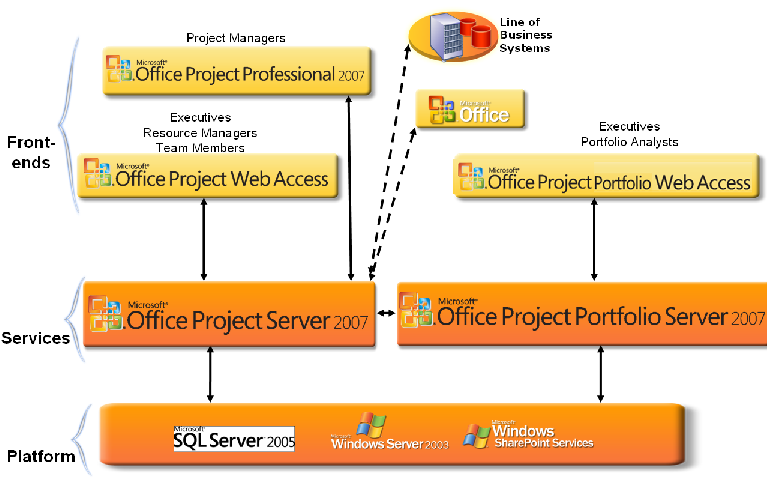 Project Managers
Microsoft®
Office Project Professional 2007
Line of
Business
Systems
Microsoft®
Office
Front-
ends
Executives
Resource Managers
Team Members
Microsoft®
Office Project Web Access
Executives
Portfolio Analysts
Microsoft®
Office Project Portfolio Web Access
Services
Microsoft®
Office Project Server 2007
Microsoft®
Office Project Portfolio Server 2007
Platform
Microsoft®
SQL Server™ 2005
Microsoft®
Windows Server 2003
Microsoft®
Windows
SharePoint Services